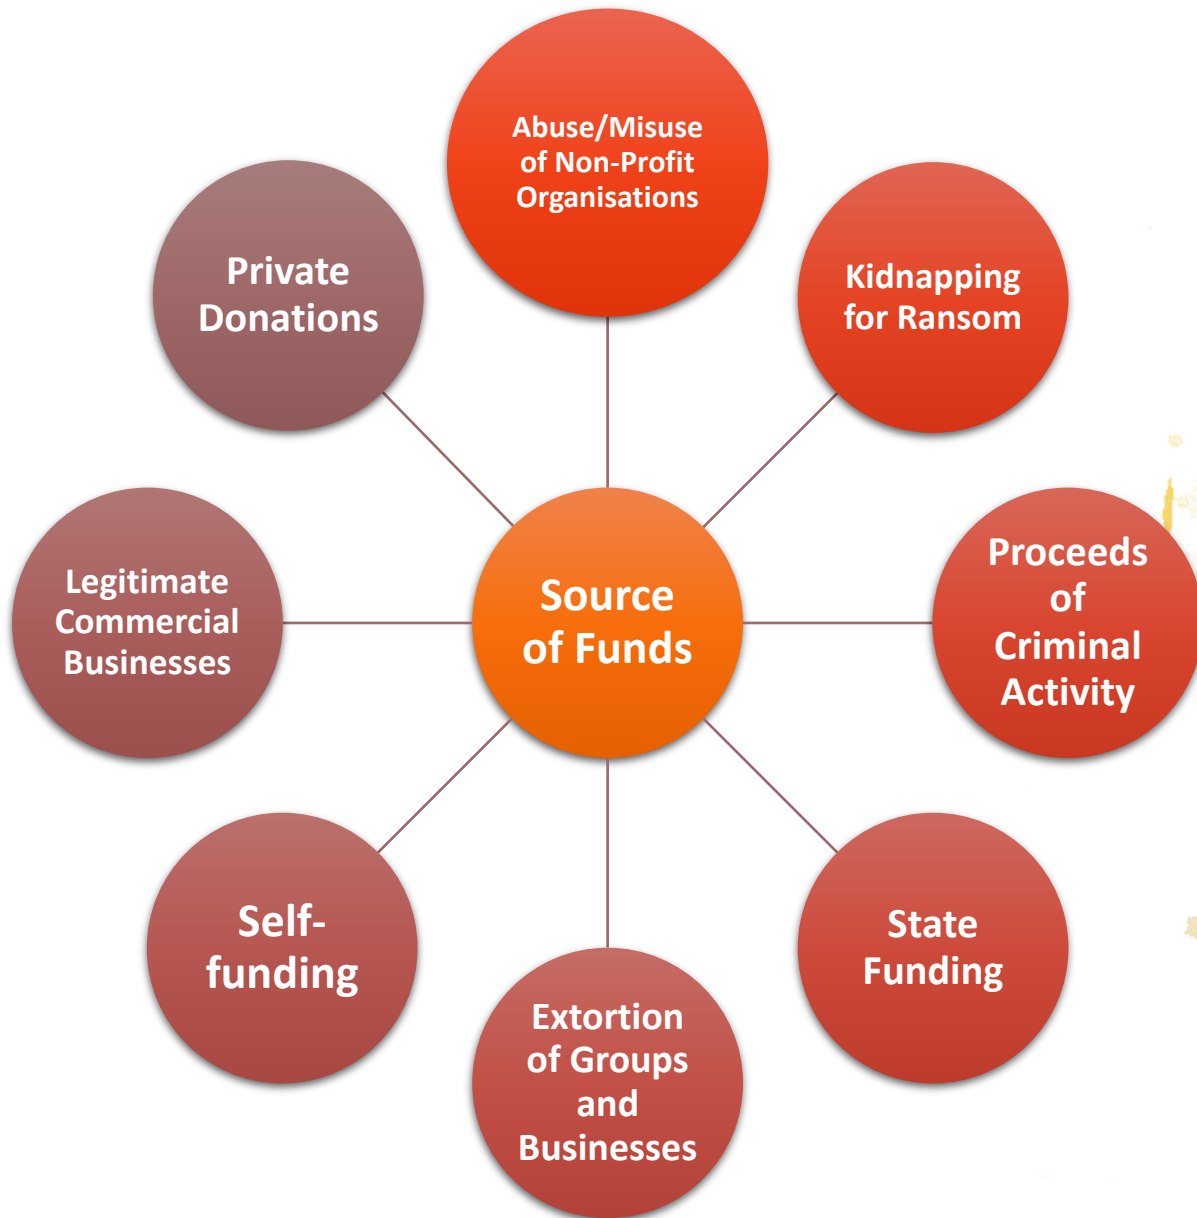 Abuse/Misuse
of Non-Profit
Organisations
Kidnapping
for Ransom
Proceeds
of
Criminal
Activity
State
Funding
Extortion
of Groups
and
Businesses
Self-
funding
Legitimate
Commercial
Businesses
Private
Donations
Source
of Funds